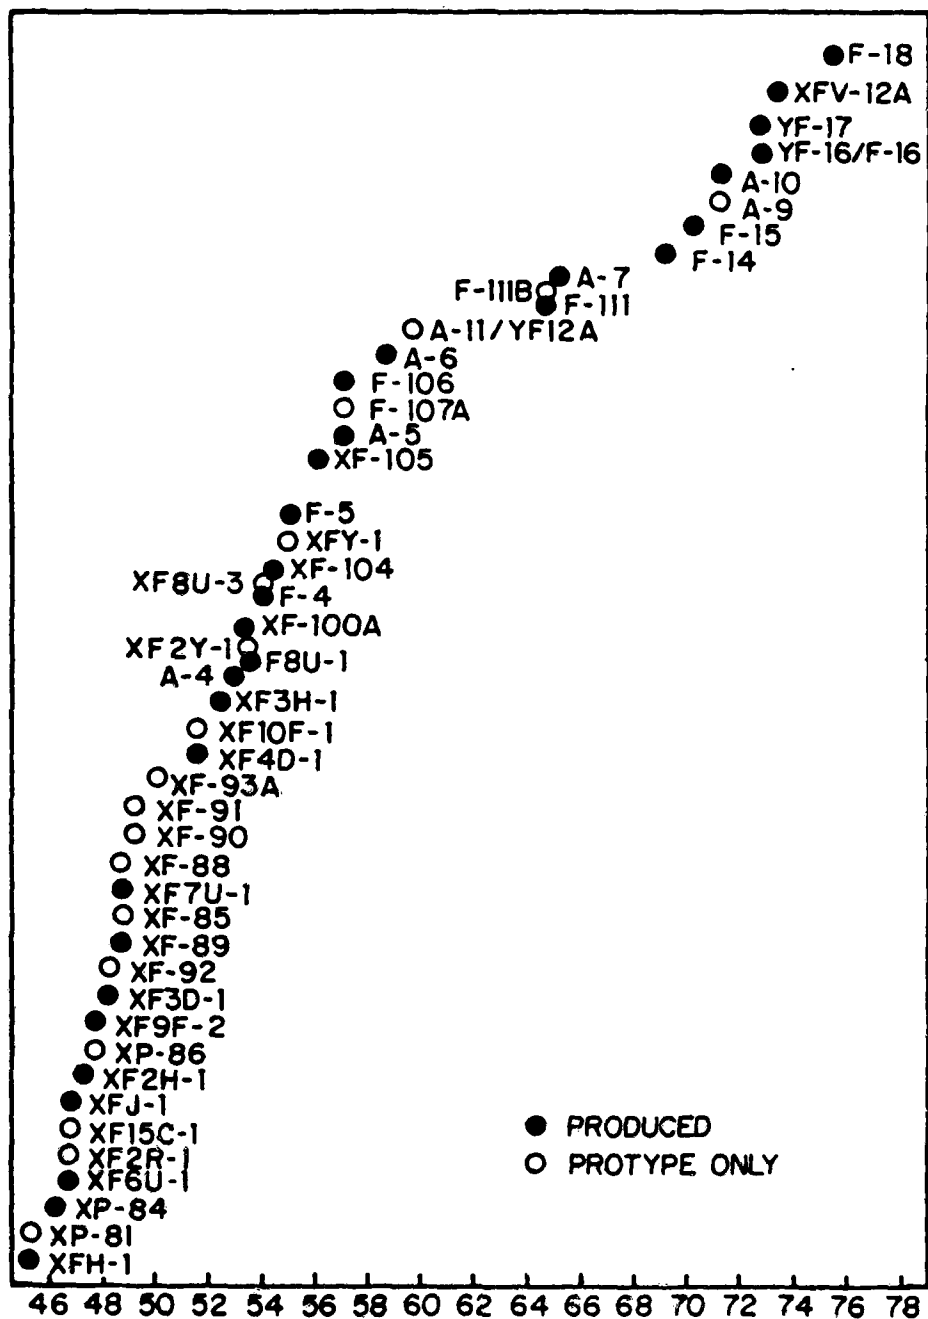 F-18
XFV-12A
YF-17
YF-16/F-16
A-10
A-9
F-15
F-14
A-7
F-111B
F-111
A-11/YF12A
A-6
F-106
F-107A
A-5
XF-105
F-5
XFY-1
XF-104
XF8U-3
F-4
XF-100A
XF2Y-1
F8U-1
A-4
XF3H-1
XF10F-1
XF4D-1
XF-93A
XF-91
XF-90
XF-88
XF7U-1
XF-85
XF-89
XF-92
XF3D-1
XF9F-2
XP-86
XF2H-1
XFJ-1
XF15C-1
XF2R-1
XF6U-1
XP-84
XP-81
XFH-1
PRODUCED
PROTYPE ONLY
46 48 50 52 54 56 58 60 62 64 66 68 70 72 74 76 78